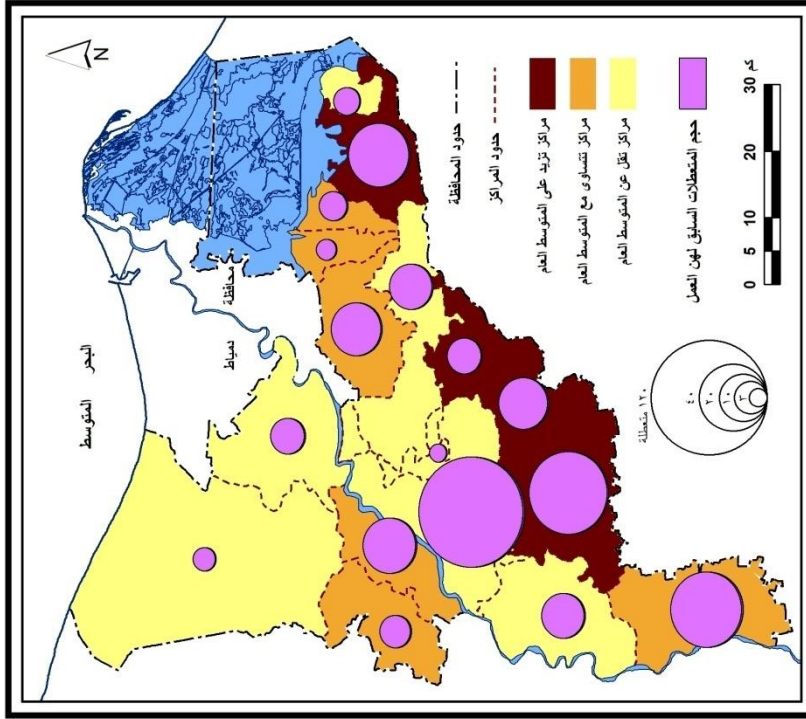 N
البحر المتوسط
محافظة
دمياط
حدود المحافظة
حدود المراكز
مراكز تزيد على المتوسط العام
مراكز تتساوى مع المتوسط العام
مراكز تقل عن المتوسط العام
حجم المتعطلات السابق لهن العمل
كم
30 20 10 5 0
١٢٠ متعطلة
٤٠
٢٠
١٠